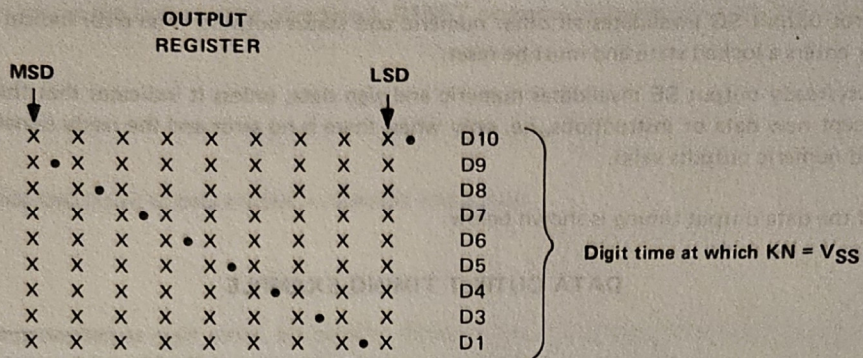 OUTPUT
REGISTER
MSD LSD
X X X X X X X X X • D10
X • X X X X X X X X D9
X X • X X X X X X X D8
X X X • X X X X X X D7
X X X X • X X X X X D6
X X X X X • X X X X D5
X X X X X X • X X X D4
X X X X X X X • X X D3
X X X X X X X X • X D1
Digit time at which KN = VSS